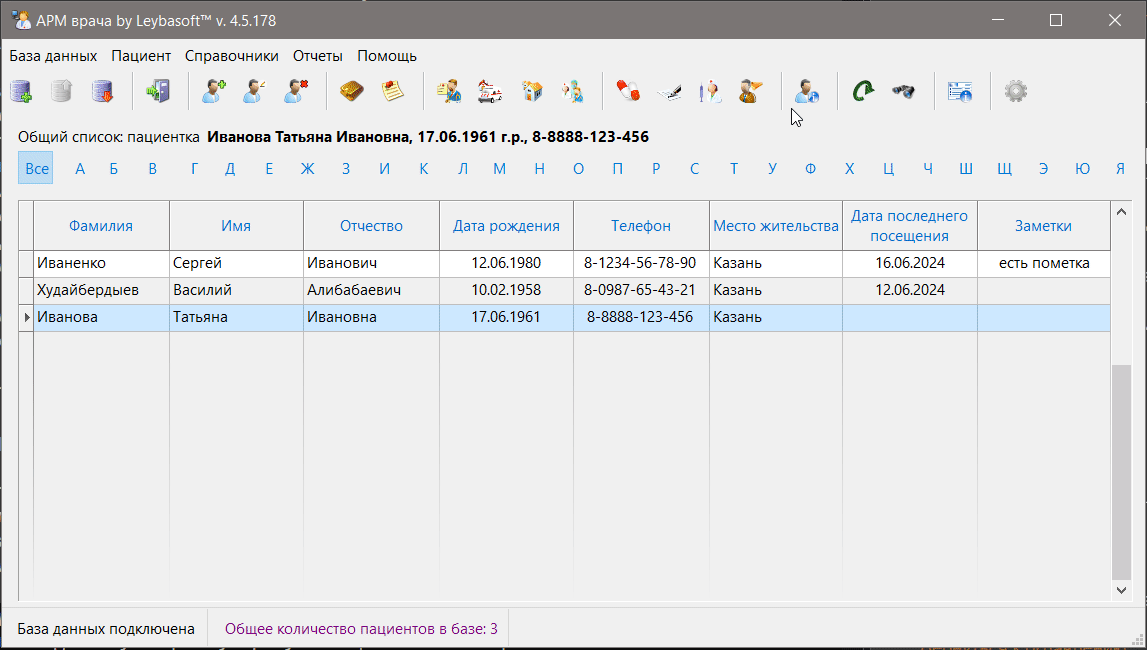 АРМ врача by Leybasoft™ v. 4.5.178
База данных Пациент Справочники Отчеты Помощь
Общий список: пациентка Иванова Татьяна Ивановна, 17.06.1961 г.р., 8-8888-123-456
Все А Б В Г Д Е Ж З И К Л М Н О П Р С Т У Ф Х Ц Ч Ш Щ Э Ю Я
Фамилия Имя Отчество Дата рождения Телефон Место жительства Дата последнего посещения Заметки
Иваненко Сергей Иванович 12.06.1980 8-1234-56-78-90 Казань 16.06.2024 есть пометка
Худайбердыев Василий Алибабаевич 10.02.1958 8-0987-65-43-21 Казань 12.06.2024
Иванова Татьяна Ивановна 17.06.1961 8-8888-123-456 Казань
База данных подключена Общее количество пациентов в базе: 3